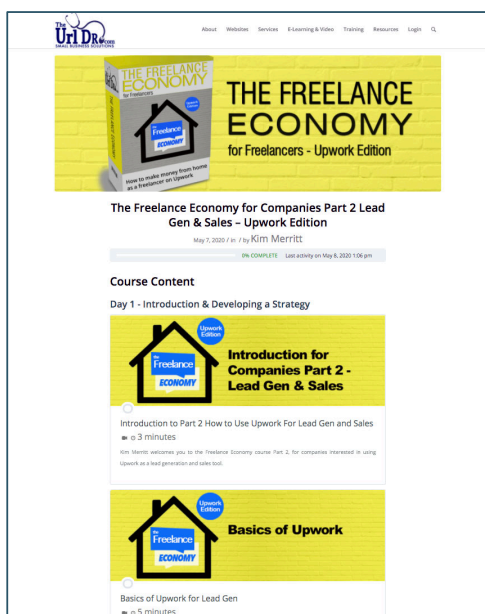 The
Url Dr.com
SMALL BUSINESS SOLUTIONS
About Websites Services E-Learning & Video Training Resources Login
THE FREELANCE
ECONOMY
for Freelancers
THE FREELANCE ECONOMY
Upwork
Edition
the
Freelance
ECONOMY
How to make money from home
as a freelancer on Upwork
THE FREELANCE
ECONOMY
for Freelancers - Upwork Edition
The Freelance Economy for Companies Part 2 Lead
Gen & Sales – Upwork Edition
May 7, 2020 / in / by Kim Merritt
0% COMPLETE Last activity on May 8, 2020 1:06 pm
Course Content
Day 1 - Introduction & Developing a Strategy
Upwork
Edition
the
Freelance
ECONOMY
Introduction for
Companies Part 2 -
Lead Gen & Sales
Introduction to Part 2 How to Use Upwork For Lead Gen and Sales
3 minutes
Kim Merritt welcomes you to the Freelance Economy course Part 2, for companies interested in using
Upwork as a lead generation and sales tool.
Upwork
Edition
the
Freelance
ECONOMY
Basics of Upwork
Basics of Upwork for Lead Gen
5 minutes